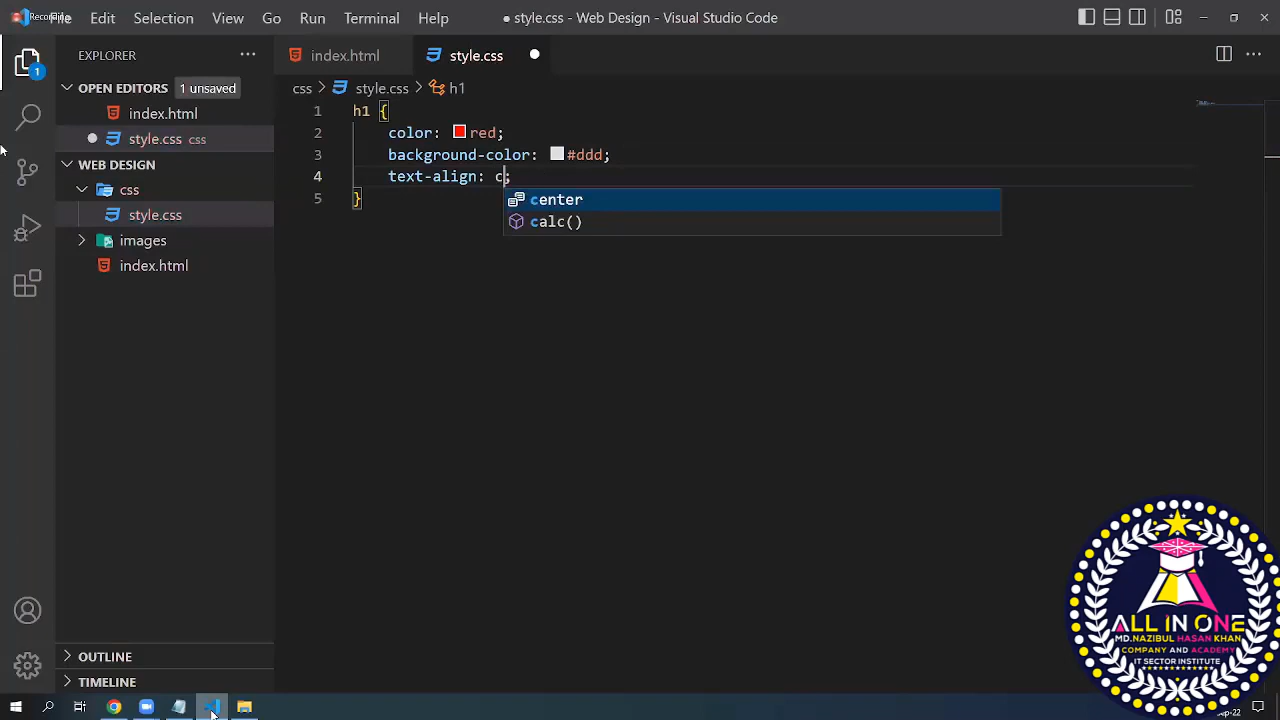 File Edit Selection View Go Run Terminal Help ● style.css - Web Design - Visual Studio Code
EXPLORER
OPEN EDITORS 1 unsaved
index.html
style.css css
WEB DESIGN
css
style.css
images
index.html
OUTLINE
TIMELINE
1
index.html style.css
css > style.css > h1
1 h1 {
2 color: red;
3 background-color: #ddd;
4 text-align: c;
5 }
center
calc()
ALL IN ONE
MD.NAZIBUL HASAN KHAN
COMPANY AND ACADEMY
IT SECTOR INSTITUTE